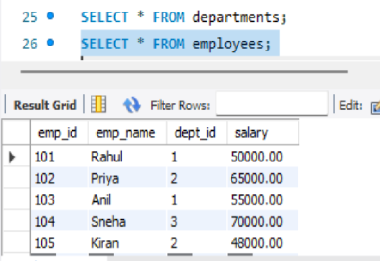 25 SELECT * FROM departments;
26 SELECT * FROM employees;
Result Grid Filter Rows: Edit:
emp_id emp_name dept_id salary
101 Rahul 1 50000.00
102 Priya 2 65000.00
103 Anil 1 55000.00
104 Sneha 3 70000.00
105 Kiran 2 48000.00